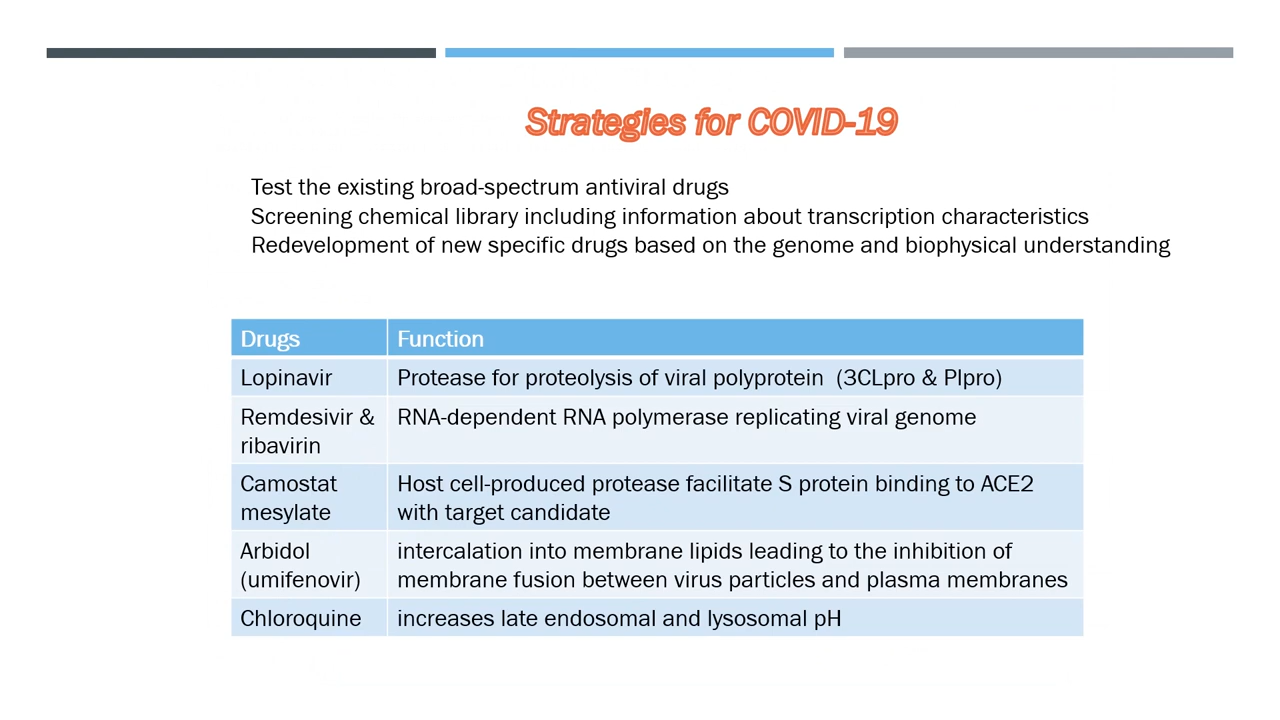 Strategies for COVID-19
Test the existing broad-spectrum antiviral drugs
Screening chemical library including information about transcription characteristics
Redevelopment of new specific drugs based on the genome and biophysical understanding
Drugs Function
Lopinavir Protease for proteolysis of viral polyprotein (3CLpro & Plpro)
Remdesivir & RNA-dependent RNA polymerase replicating viral genome
ribavirin
Camostat Host cell-produced protease facilitate S protein binding to ACE2
mesylate with target candidate
Arbidol intercalation into membrane lipids leading to the inhibition of
(umifenovir) membrane fusion between virus particles and plasma membranes
Chloroquine increases late endosomal and lysosomal pH